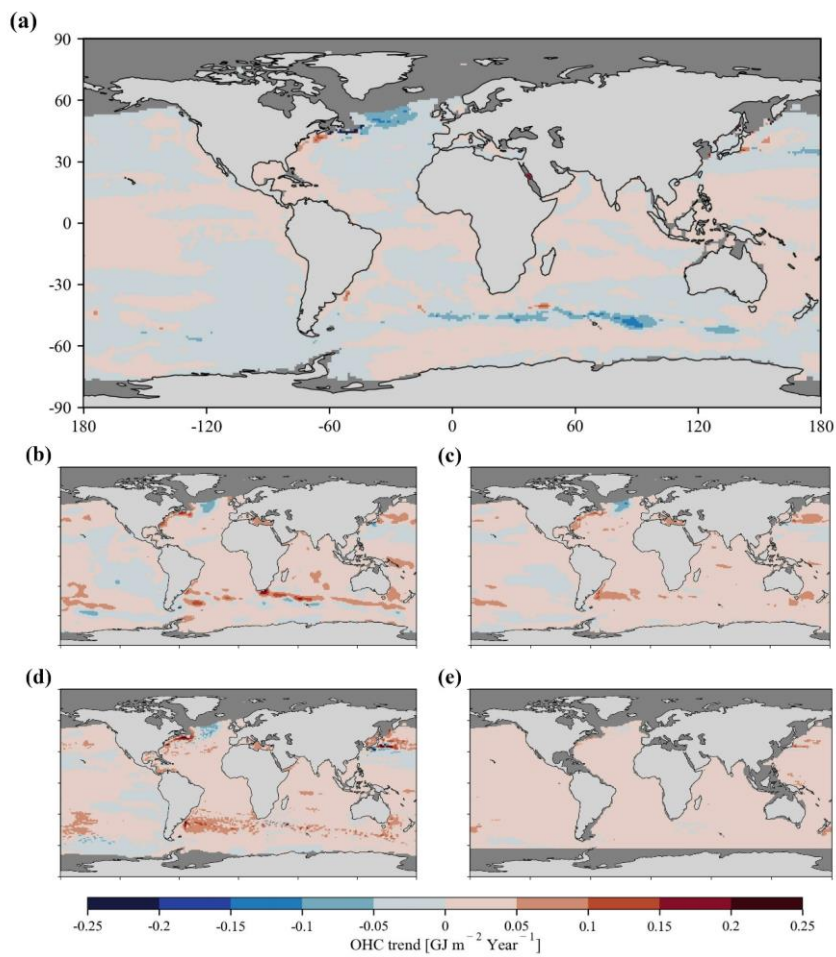 (a)
90
60
30
0
-30
-60
-90
180 -120 -60 0 60 120 180
(b) (c)
(d) (e)
-0.25 -0.2 -0.15 -0.1 -0.05 0 0.05 0.1 0.15 0.2 0.25
OHC trend [GJ m⁻² Year⁻¹]